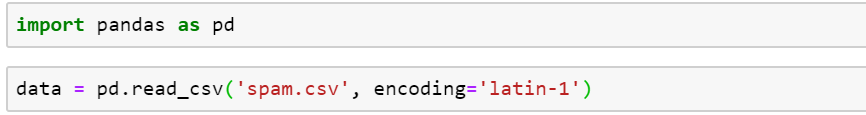 import pandas as pd
data = pd.read_csv('spam.csv', encoding='latin-1')